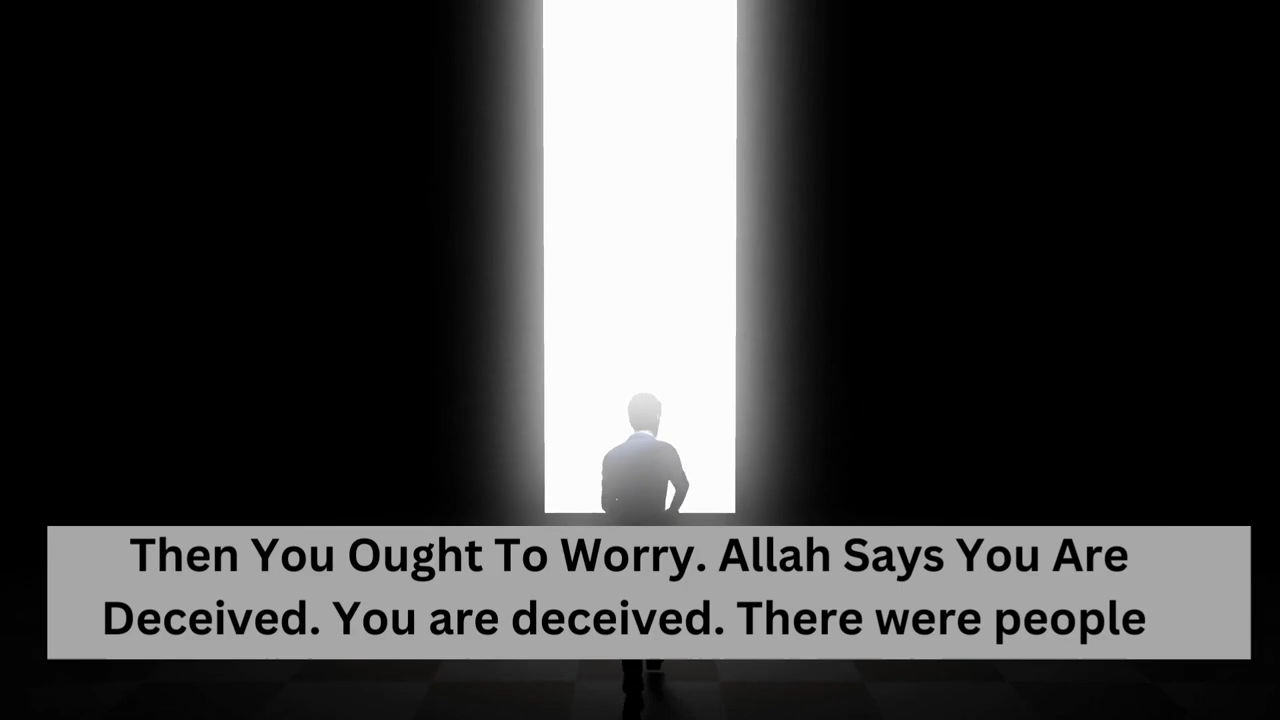 Then You Ought To Worry. Allah Says You Are
Deceived. You are deceived. There were people